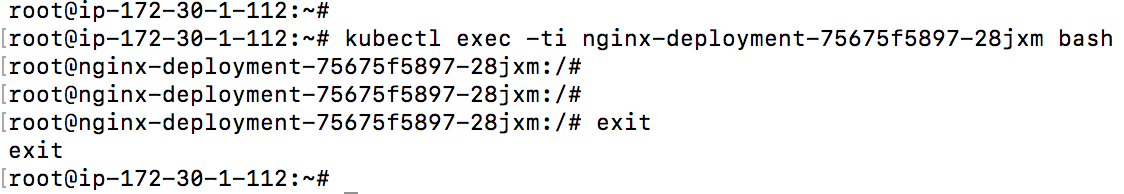 root@ip-172-30-1-112:~#
[root@ip-172-30-1-112:~# kubectl exec -ti nginx-deployment-75675f5897-28jxm bash
[root@nginx-deployment-75675f5897-28jxm:/#
[root@nginx-deployment-75675f5897-28jxm:/#
[root@nginx-deployment-75675f5897-28jxm:/# exit
exit
[root@ip-172-30-1-112:~#